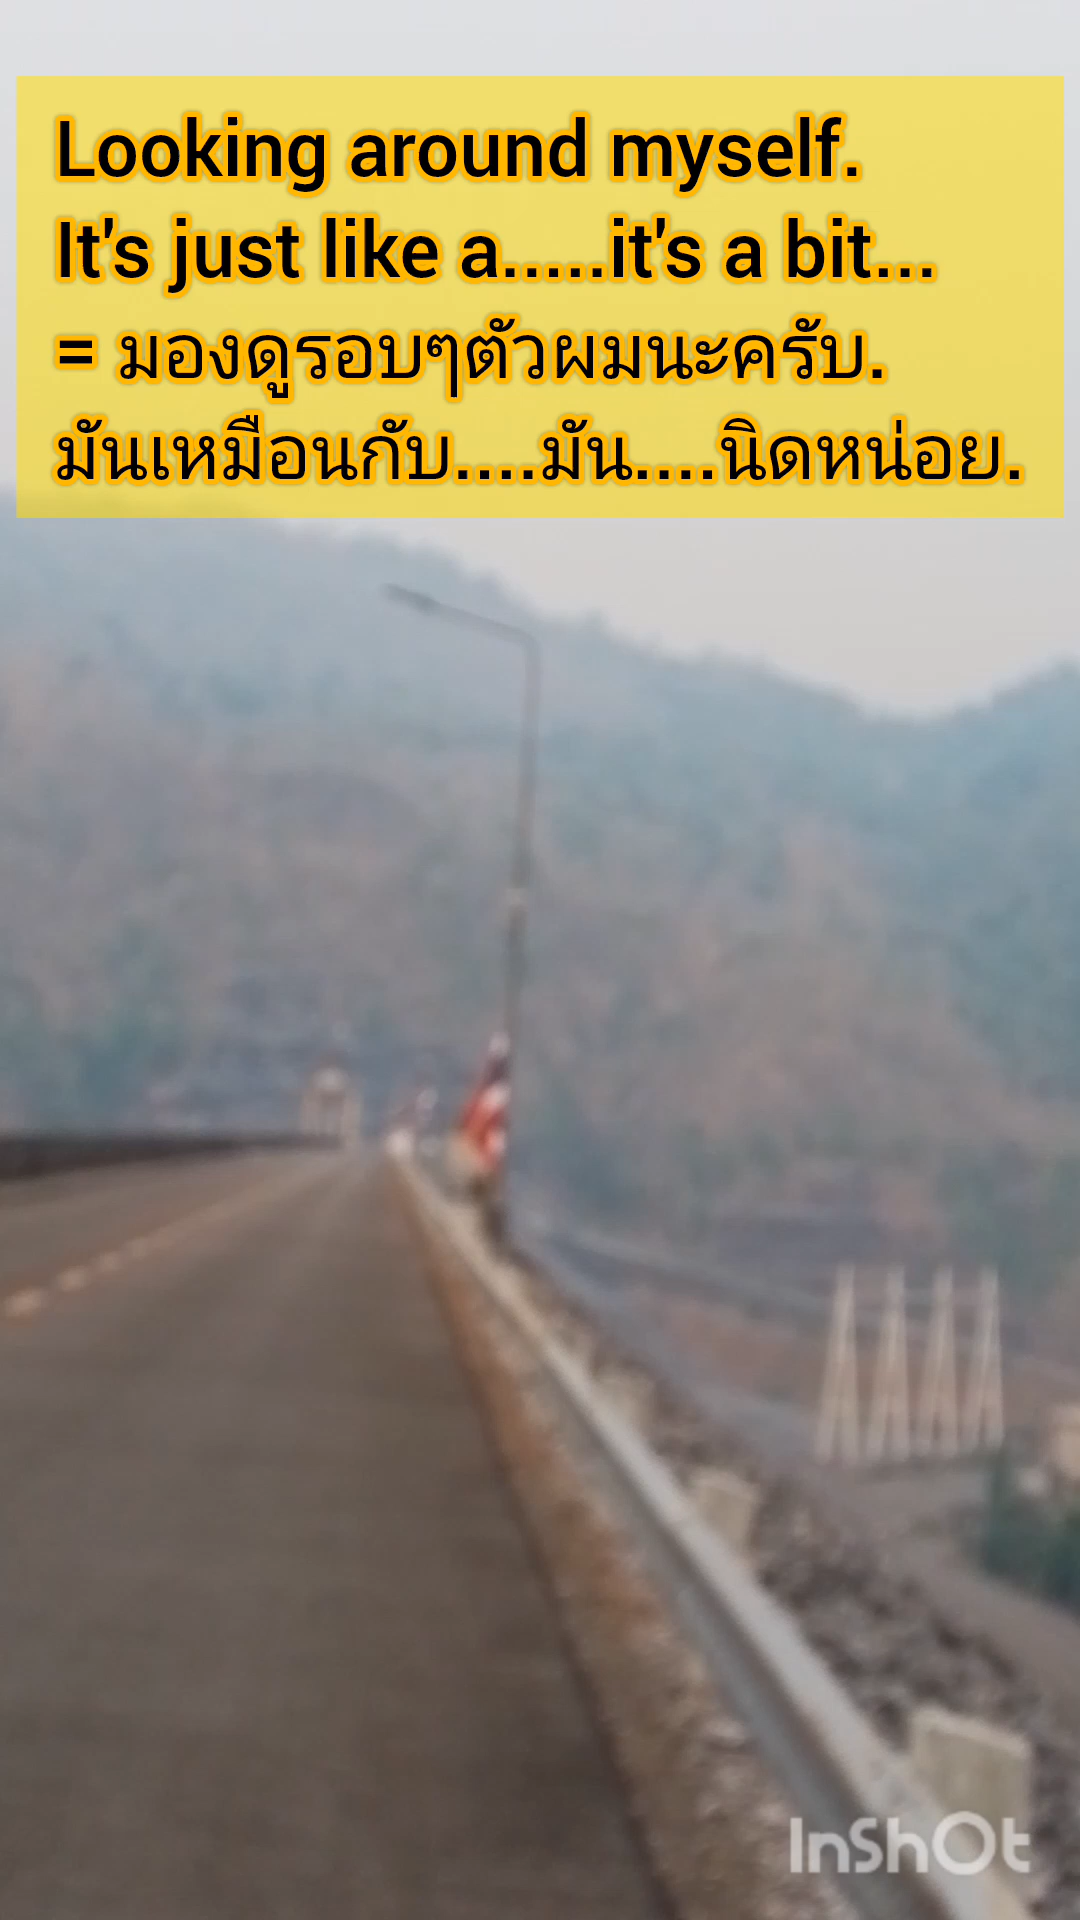 Looking around myself.
It's just like a.....it's a bit...
= มองดูรอบๆตัวผมนะครับ.
มันเหมือนกับ....มัน....นิดหน่อย.
InShOt